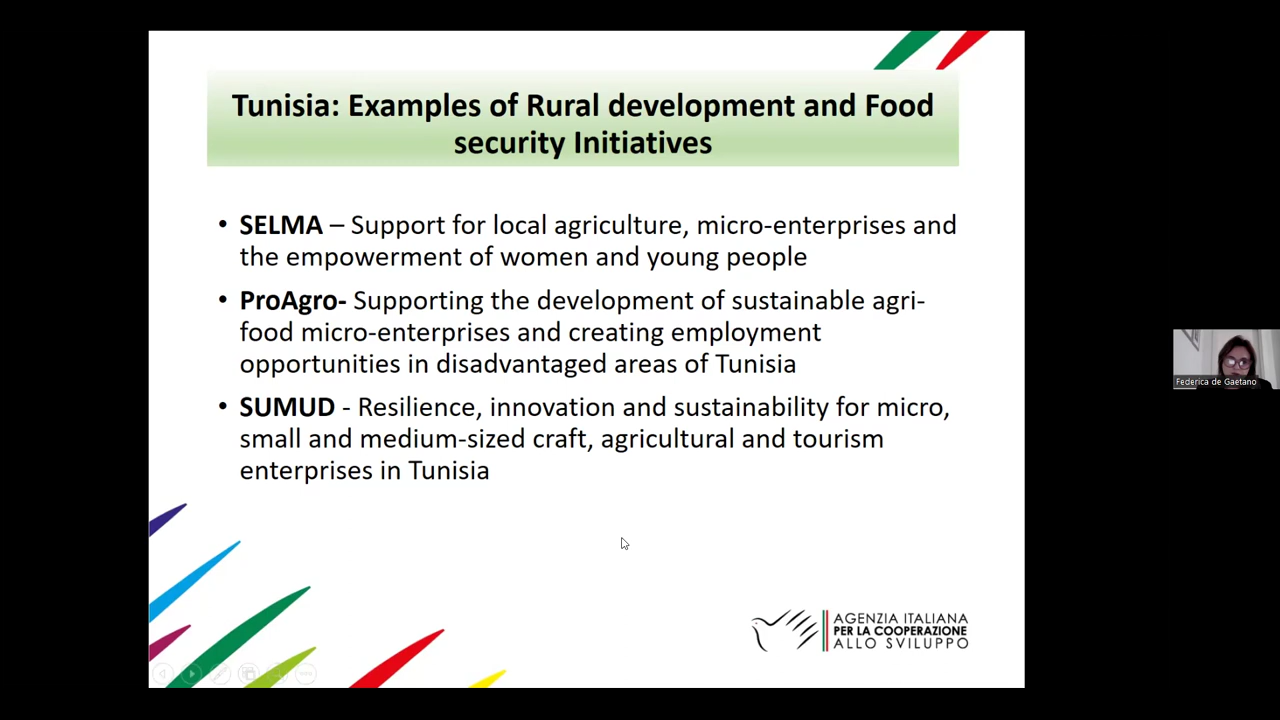 Tunisia: Examples of Rural development and Food
security Initiatives
• SELMA – Support for local agriculture, micro-enterprises and
the empowerment of women and young people
• ProAgro- Supporting the development of sustainable agri-
food micro-enterprises and creating employment
opportunities in disadvantaged areas of Tunisia
• SUMUD - Resilience, innovation and sustainability for micro,
small and medium-sized craft, agricultural and tourism
enterprises in Tunisia
AGENZIA ITALIANA
PER LA COOPERAZIONE
ALLO SVILUPPO
Federica de Gaetano